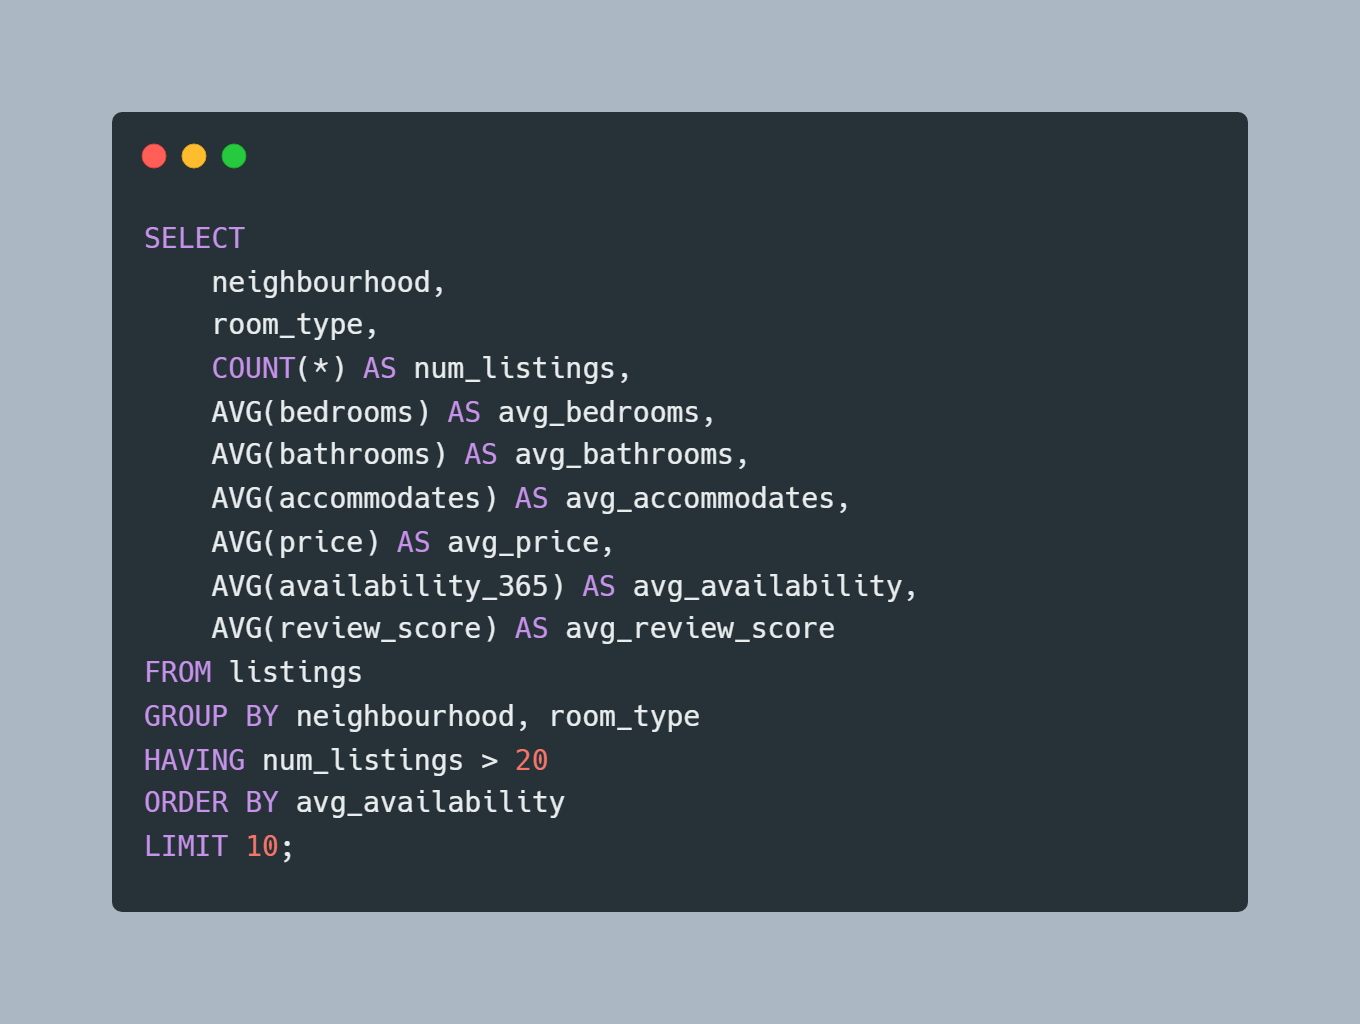 SELECT
    neighbourhood,
    room_type,
    COUNT(*) AS num_listings,
    AVG(bedrooms) AS avg_bedrooms,
    AVG(bathrooms) AS avg_bathrooms,
    AVG(accommodates) AS avg_accommodates,
    AVG(price) AS avg_price,
    AVG(availability_365) AS avg_availability,
    AVG(review_score) AS avg_review_score
FROM listings
GROUP BY neighbourhood, room_type
HAVING num_listings > 20
ORDER BY avg_availability
LIMIT 10;